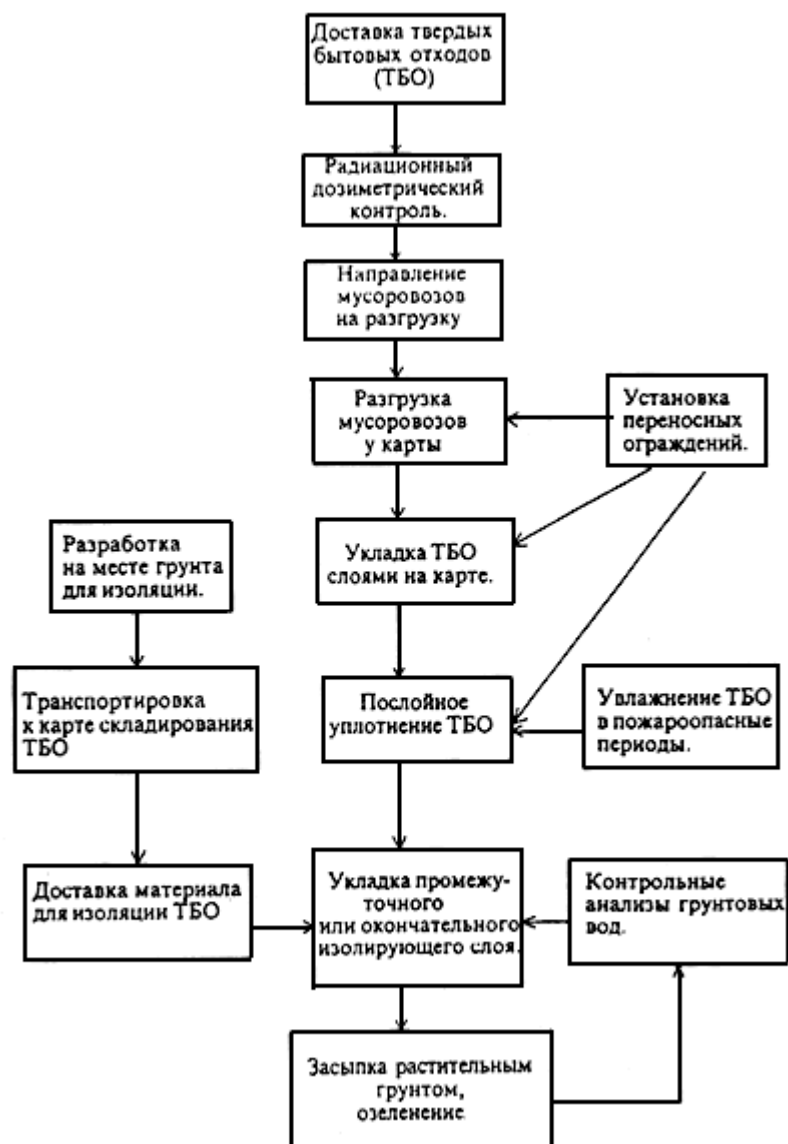 Доставка твердых
бытовых отходов
(ТБО)
Радиационный
дозиметрический
контроль.
Направление
мусоровозов
на разгрузку
Разгрузка
мусоровозов
у карты
Установка
переносных
ограждений.
Укладка ТБО
слоями на карте.
Разработка
на месте грунта
для изоляции.
Транспортировка
к карте складирования
ТБО
Послойное
уплотнение ТБО
Увлажнение ТБО
в пожароопасные
периоды.
Доставка материала
для изоляции ТБО
Укладка промежу-
точного
или окончательного
изолирующего слоя.
Контрольные
анализы грунтовых
вод.
Засыпка растительным
грунтом,
озеленение